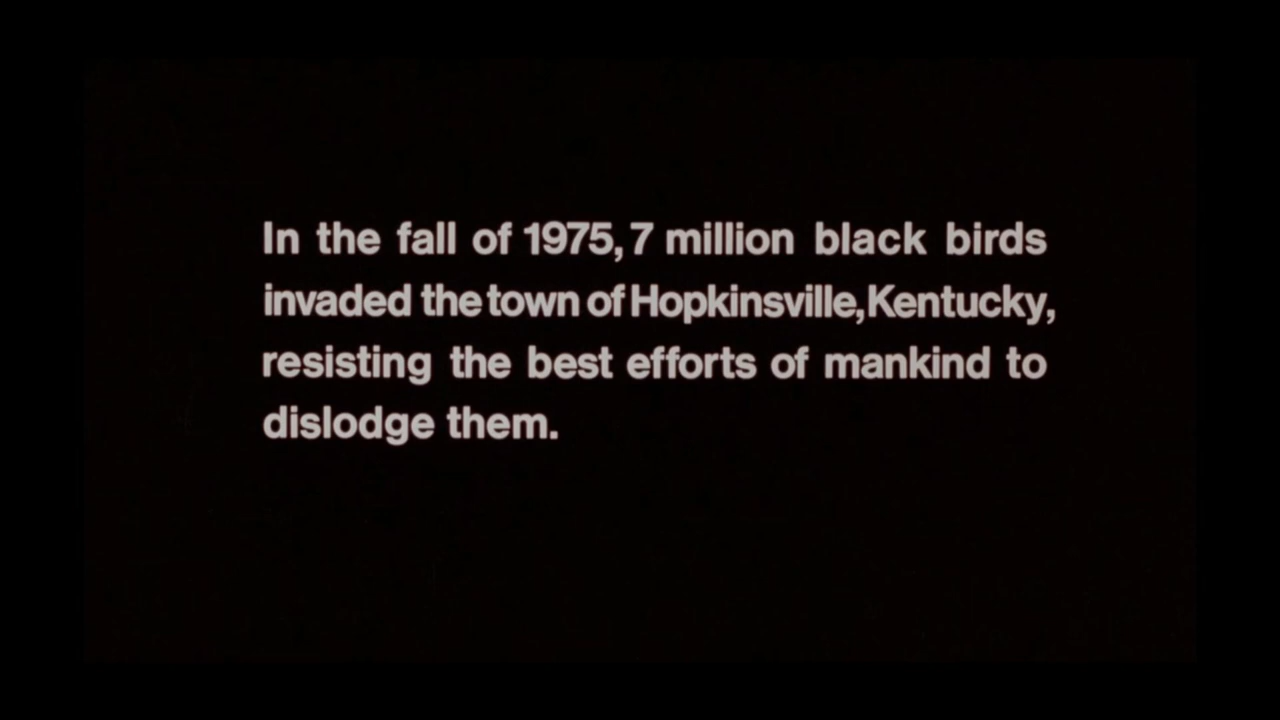 In the fall of 1975, 7 million black birds
invaded the town of Hopkinsville, Kentucky,
resisting the best efforts of mankind to
dislodge them.